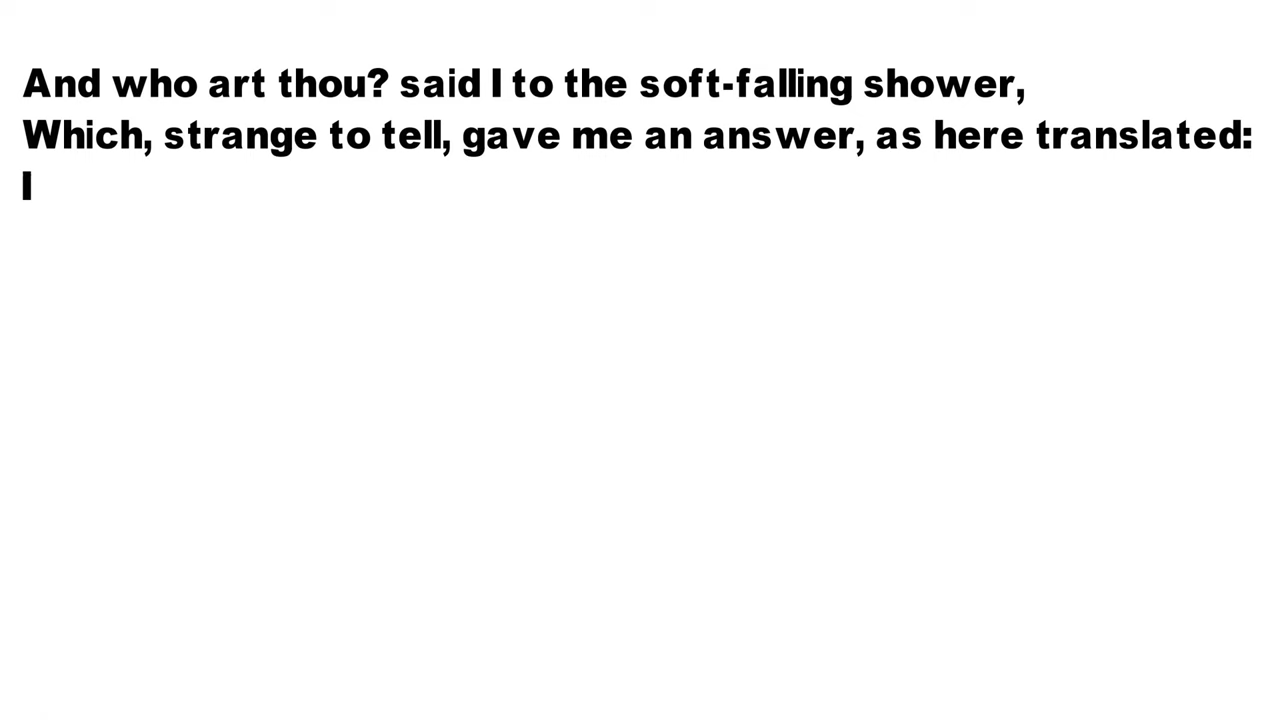 And who art thou? said I to the soft-falling shower,
Which, strange to tell, gave me an answer, as here translated:
I